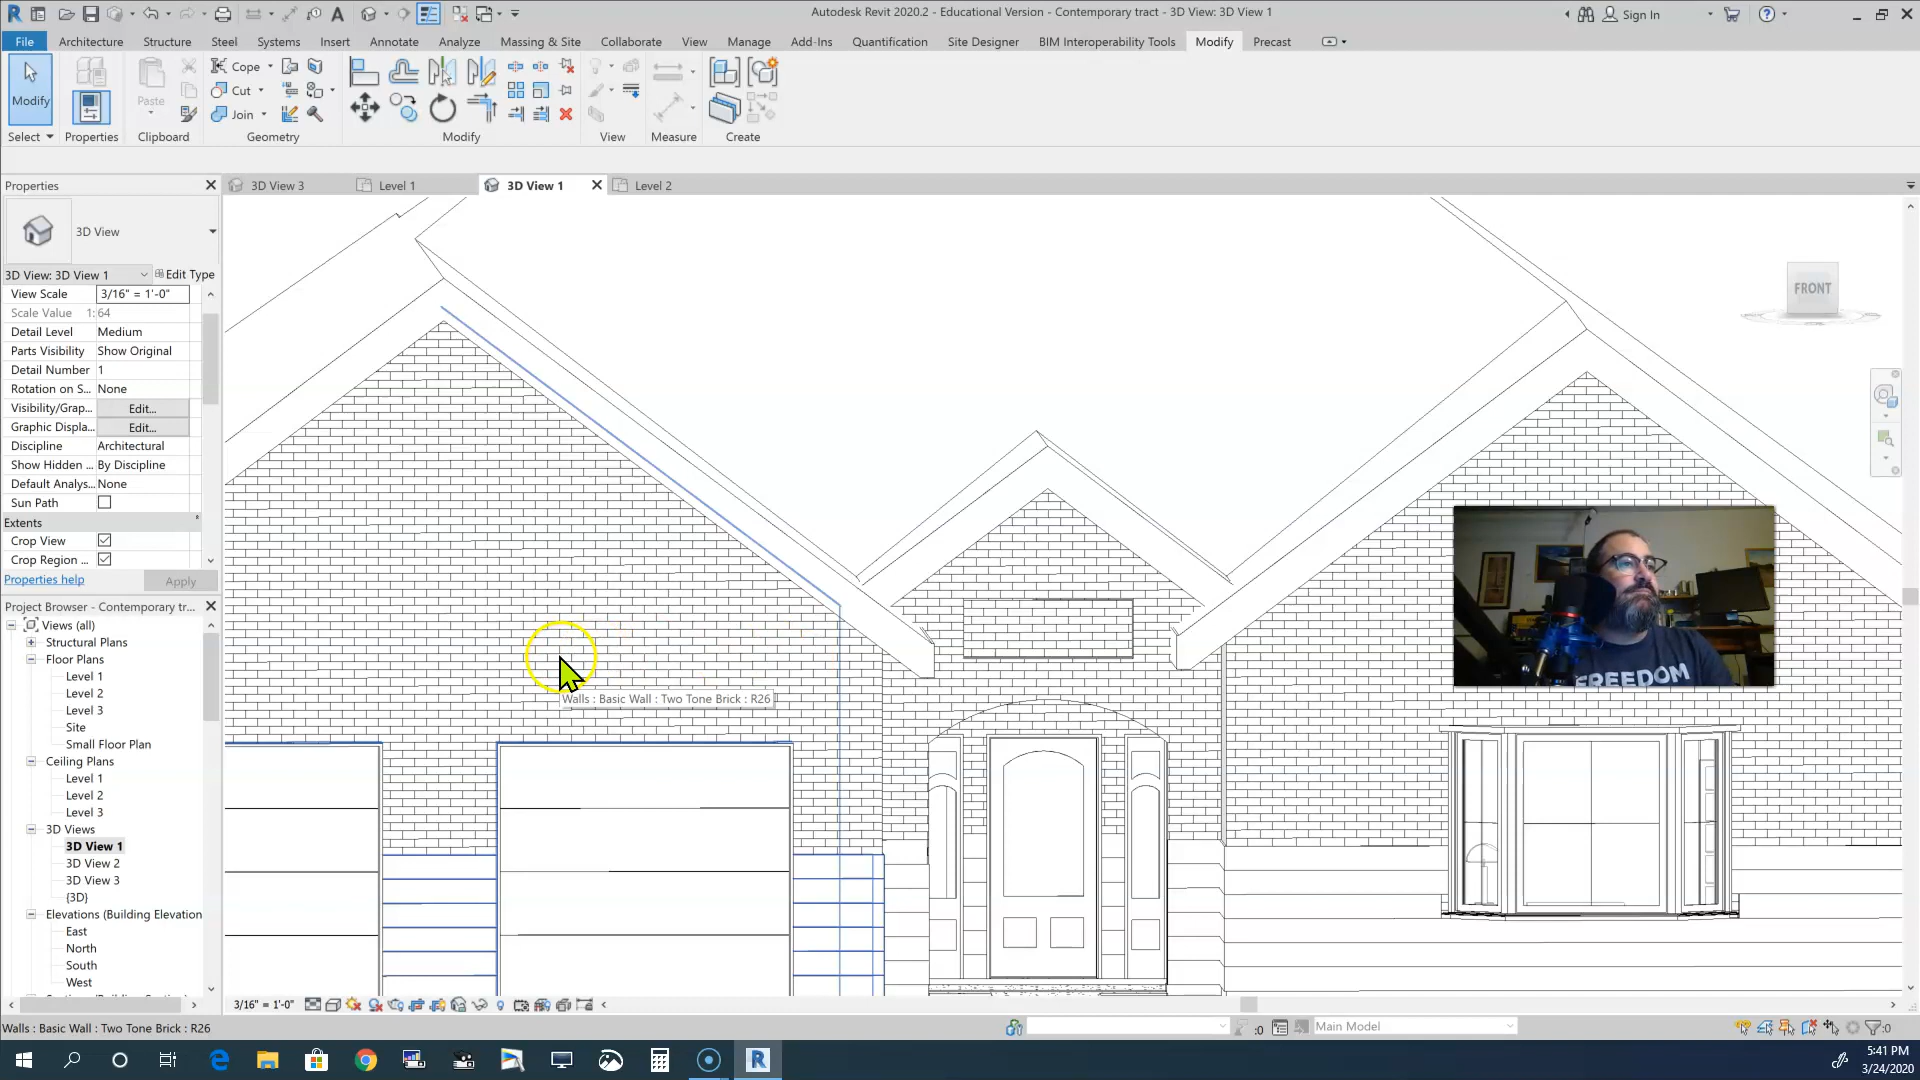 Autodesk Revit 2020.2 - Educational Version - Contemporary tract - 3D View: 3D View 1
Sign In
File Architecture Structure Steel Systems Insert Annotate Analyze Massing & Site Collaborate View Manage Add-Ins Quantification Site Designer BIM Interoperability Tools Modify Precast
Modify
Paste
Cope
Cut
Join
Select Properties Clipboard Geometry Modify View Measure Create
Properties
3D View 3 Level 1 3D View 1 Level 2
3D View
3D View: 3D View 1 Edit Type
View Scale 3/16" = 1'-0"
Scale Value 1: 64
Detail Level Medium
Parts Visibility Show Original
Detail Number 1
Rotation on S... None
Visibility/Grap... Edit...
Graphic Displa... Edit...
Discipline Architectural
Show Hidden ... By Discipline
Default Analys... None
Sun Path
Extents
Crop View
Crop Region ...
Properties help Apply
Project Browser - Contemporary tr...
Views (all)
Structural Plans
Floor Plans
Level 1
Level 2
Level 3
Site
Small Floor Plan
Ceiling Plans
Level 1
Level 2
Level 3
3D Views
3D View 1
3D View 2
3D View 3
{3D}
Elevations (Building Elevation
East
North
South
West
FRONT
FREEDOM
Walls : Basic Wall : Two Tone Brick : R26
3/16" = 1'-0"
Walls : Basic Wall : Two Tone Brick : R26
:0
Main Model
:0
5:41 PM
3/24/2020